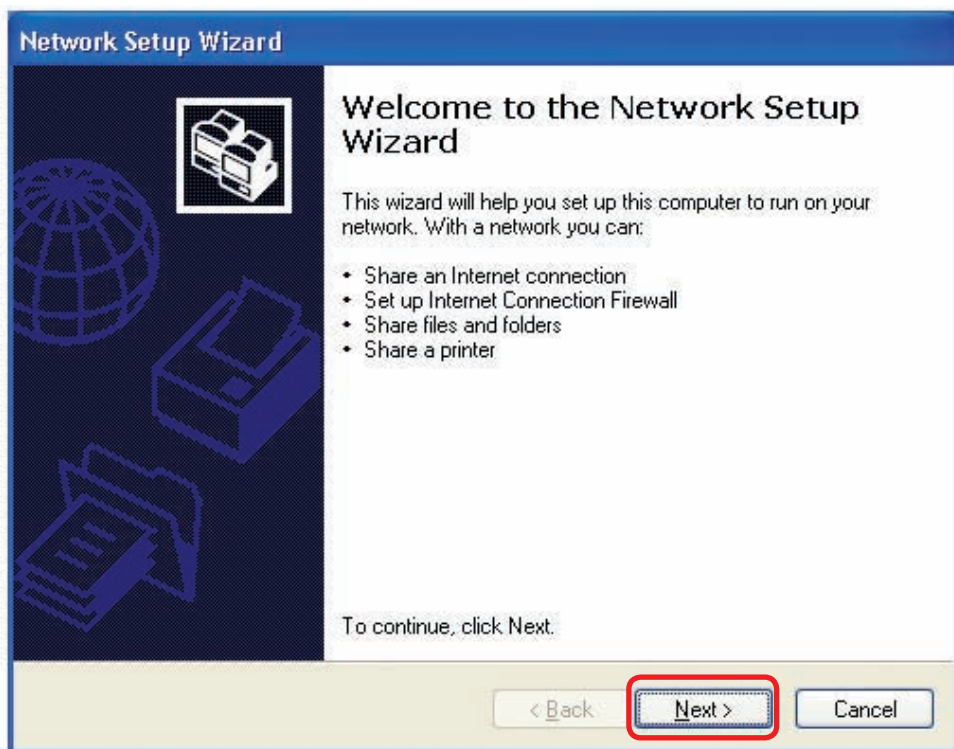 Network Setup Wizard
Welcome to the Network Setup
Wizard
This wizard will help you set up this computer to run on your
network. With a network you can:
• Share an Internet connection
• Set up Internet Connection Firewall
• Share files and folders
• Share a printer
To continue, click Next.
< Back
Next >
Cancel